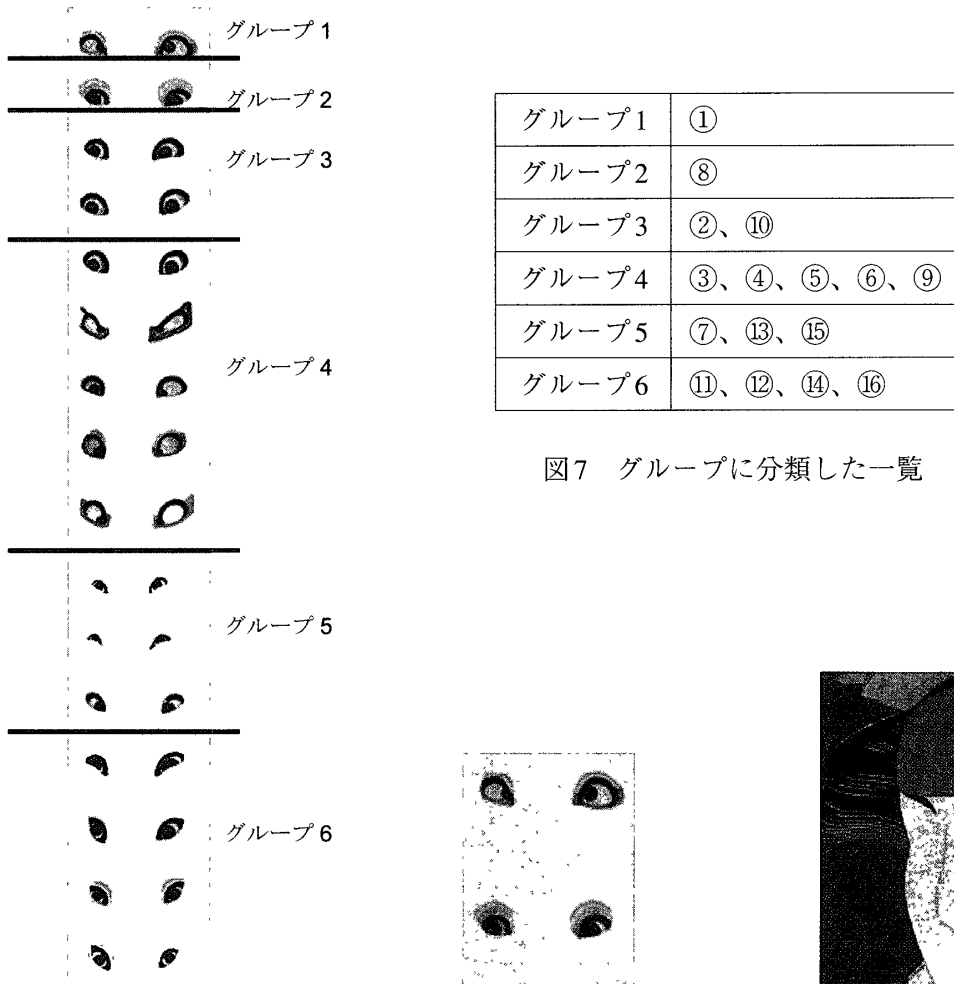 グループ1
グループ2
グループ3
グループ4
グループ5
グループ6
グループ1 ①
グループ2 ⑧
グループ3 ②、⑩
グループ4 ③、④、⑤、⑥、⑨
グループ5 ⑦、⑬、⑮
グループ6 ⑪、⑫、⑭、⑯
図7 グループに分類した一覧